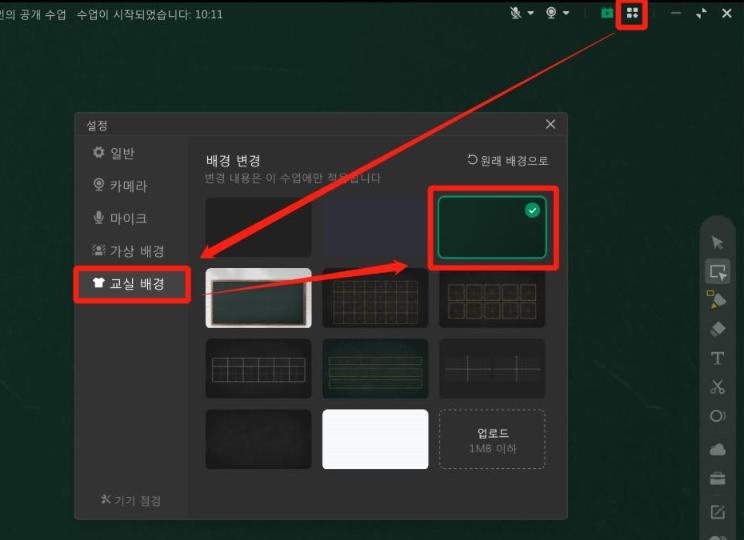 인의 공개 수업 수업이 시작되었습니다: 10:11
설정
일반
카메라
마이크
가상 배경
교실 배경
기기 점검
배경 변경
원래 배경으로
변경 내용은 이 수업에만 적용됩니다
업로드
1MB 이하
T